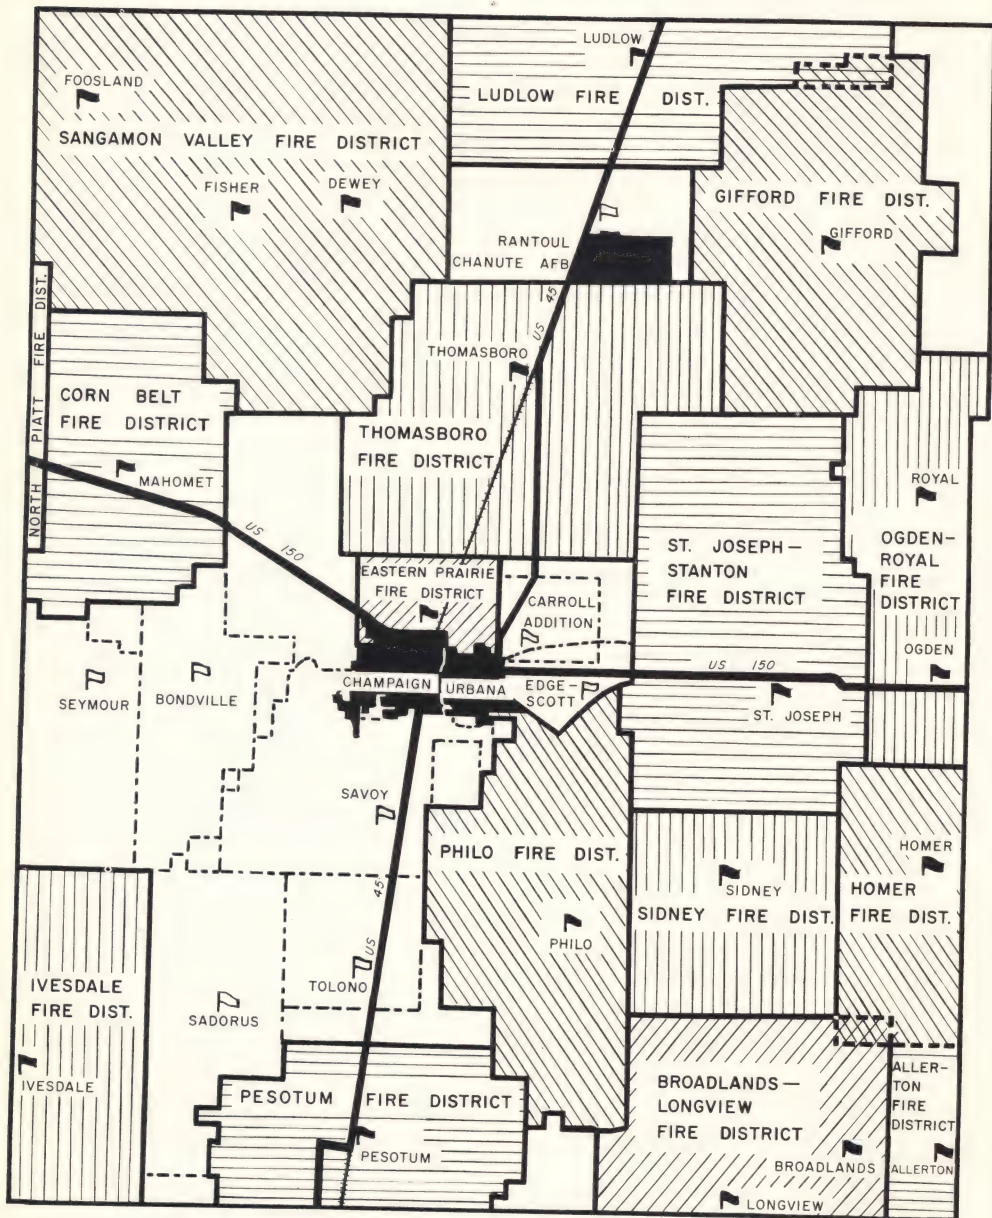 LUDLOW
FOOSLAND
LUDLOW FIRE DIST.
SANGAMON VALLEY FIRE DISTRICT
FISHER
DEWEY
GIFFORD FIRE DIST.
GIFFORD
RANTOUL
CHANUTE AFB
US 45
NORTH PIATT FIRE DIST.
THOMASBORO
CORN BELT
FIRE DISTRICT
THOMASBORO
FIRE DISTRICT
MAHOMET
ROYAL
US 150
ST. JOSEPH—
STANTON
FIRE DISTRICT
OGDEN-
ROYAL
FIRE
DISTRICT
EASTERN PRAIRIE
FIRE DISTRICT
CARROLL
ADDITION
OGDEN
US 150
SEYMOUR
BONDVILLE
CHAMPAIGN
URBANA
EDGE-
SCOTT
ST. JOSEPH
SAVOY
PHILO FIRE DIST.
HOMER
SIDNEY
SIDNEY FIRE DIST.
HOMER
FIRE DIST.
US 45
PHILO
IVESDALE
FIRE DIST.
TOLONO
SADORUS
IVESDALE
PESOTUM FIRE DISTRICT
BROADLANDS—
LONGVIEW
FIRE DISTRICT
ALLER-
TON
FIRE
DISTRICT
PESOTUM
BROADLANDS
ALLERTON
LONGVIEW